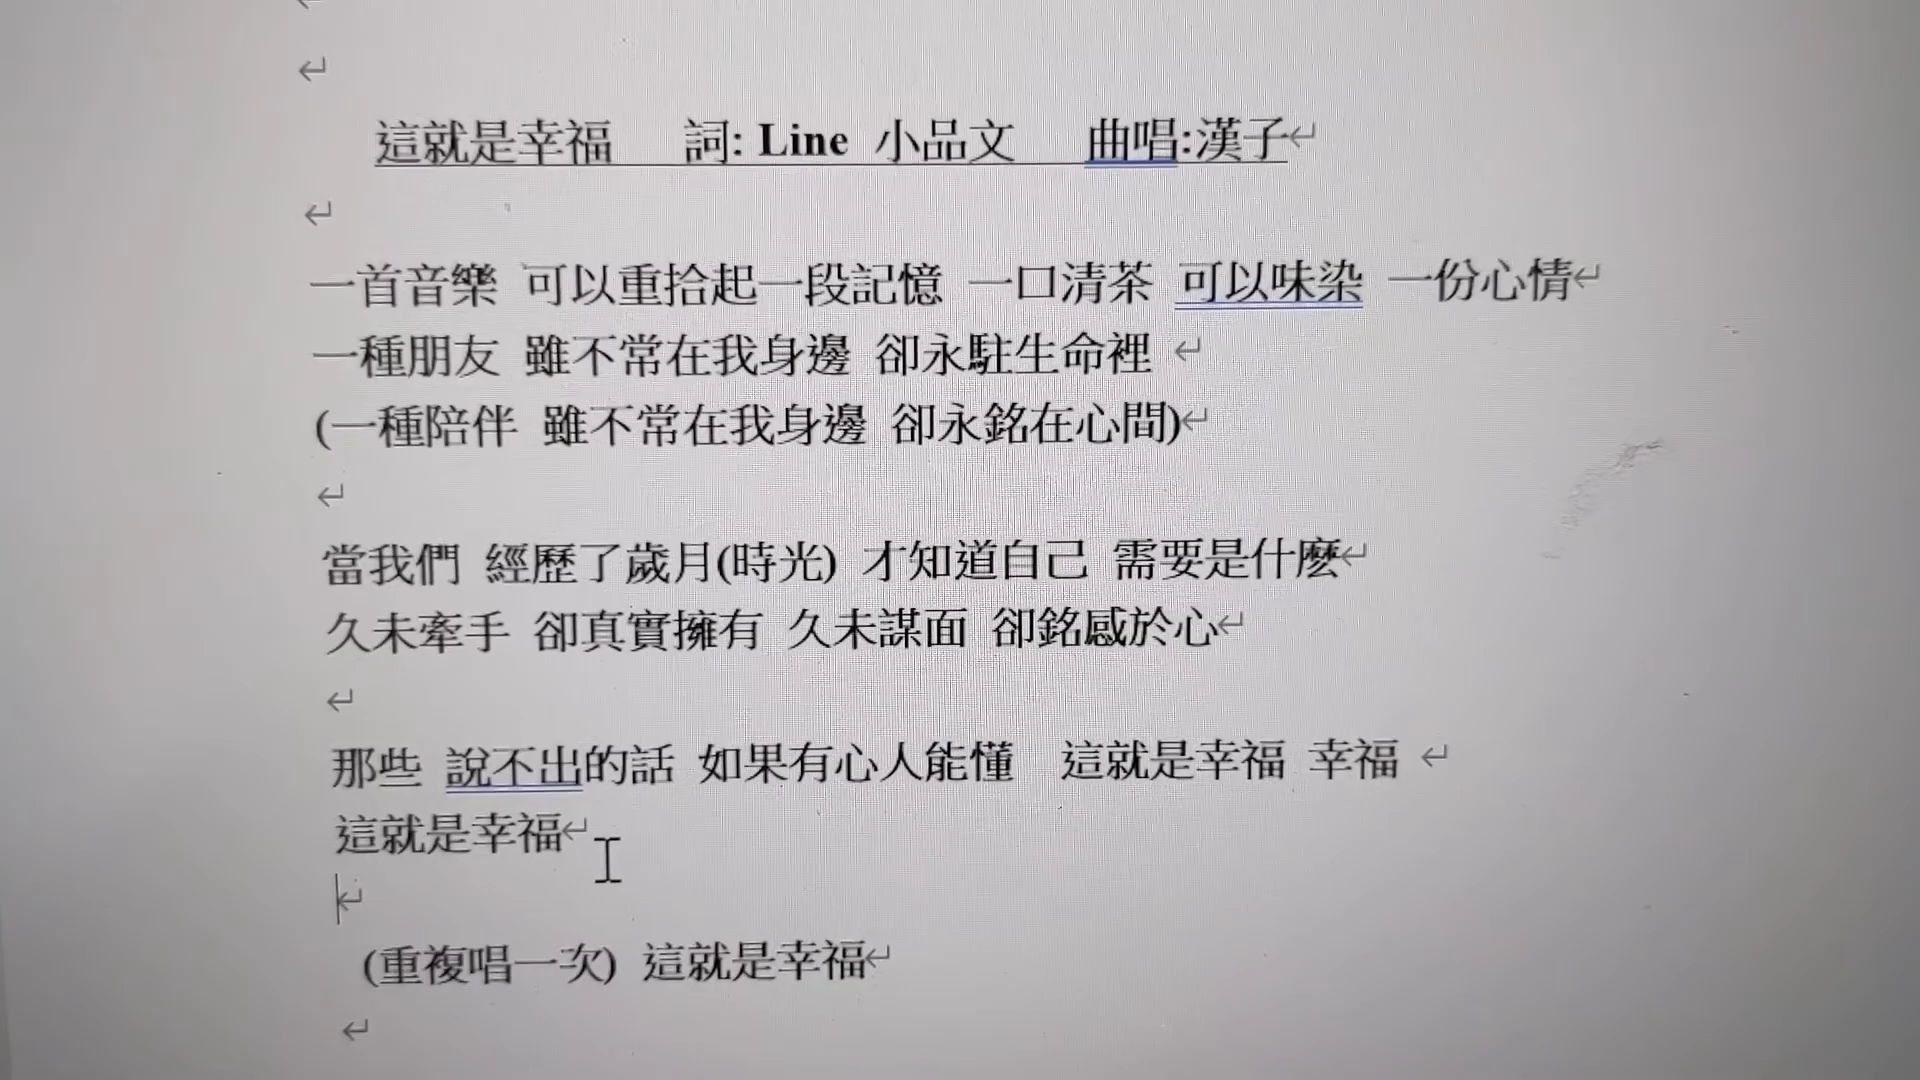 這就是幸福 詞: Line 小品文 曲唱:漢子
一首音樂 可以重拾起一段記憶 一口清茶 可以味染 一份心情
一種朋友 雖不常在我身邊 卻永駐生命裡
(一種陪伴 雖不常在我身邊 卻永銘在心間)
當我們 經歷了歲月(時光) 才知道自己 需要是什麼
久未牽手 卻真實擁有 久未謀面 卻銘感於心
那些 說不出的話 如果有心人能懂 這就是幸福 幸福
這就是幸福
(重複唱一次) 這就是幸福